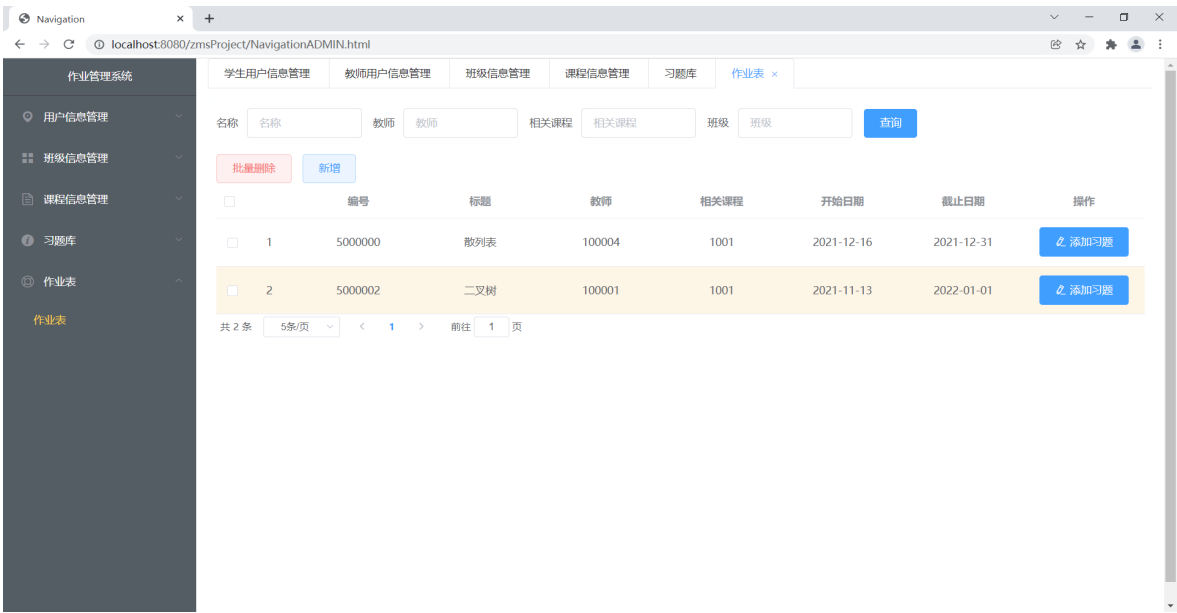 Navigation
localhost:8080/zmsProject/NavigationADMIN.html
作业管理系统
用户信息管理
班级信息管理
课程信息管理
习题库
作业表
作业表
学生用户信息管理 教师用户信息管理 班级信息管理 课程信息管理 习题库 作业表
名称 名称 教师 教师 相关课程 相关课程 班级 班级 查询
批量删除 新增
编号 标题 教师 相关课程 开始日期 截止日期 操作
1 5000000 散列表 100004 1001 2021-12-16 2021-12-31 添加习题
2 5000002 二叉树 100001 1001 2021-11-13 2022-01-01 添加习题
共 2 条 5条/页 1 前往 1 页